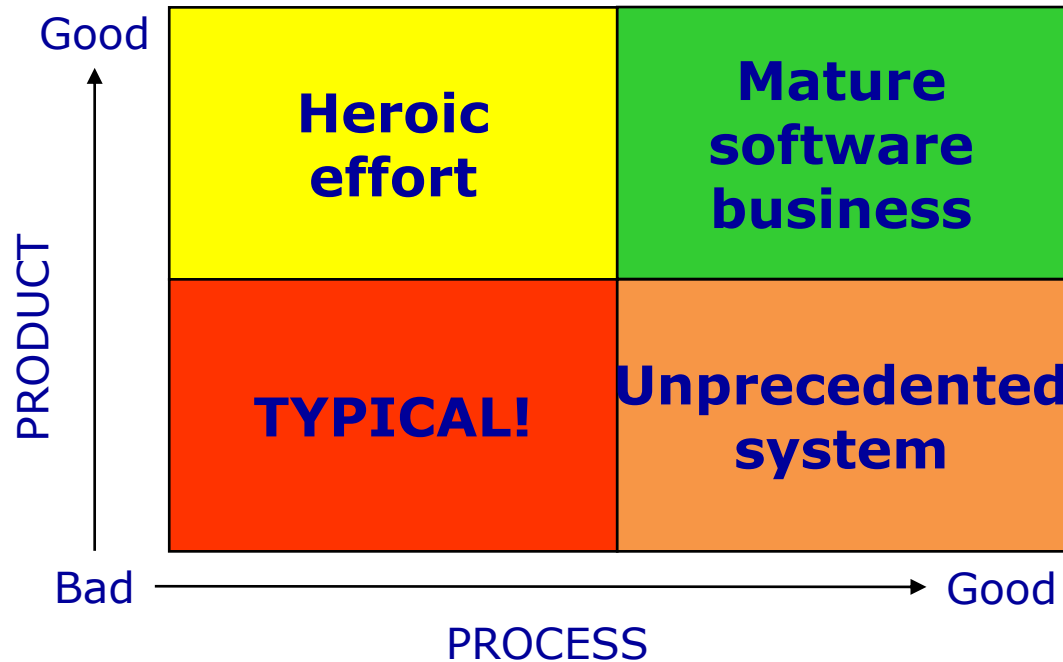 Good
Heroic
effort
Mature
software
business
PRODUCT
TYPICAL!
Unprecedented
system
Bad
Good
PROCESS